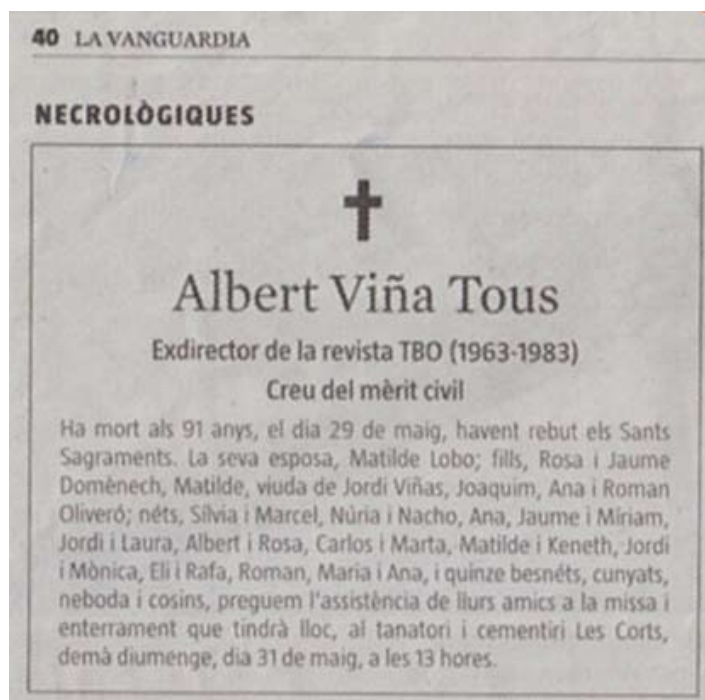 40 LA VANGUARDIA
NECROLÒGIQUES
Albert Viña Tous
Exdirector de la revista TBO (1963-1983)
Creu del mèrit civil
Ha mort als 91 anys, el dia 29 de maig, havent rebut els Sants
Sagraments. La seva esposa, Matilde Lobo; fills, Rosa i Jaume
Domènech, Matilde, viuda de Jordi Viñas, Joaquim, Ana i Roman
Oliveró; néts, Sílvia i Marcel, Núria i Nacho, Ana, Jaume i Míriam,
Jordi i Laura, Albert i Rosa, Carlos i Marta, Matilde i Keneth, Jordi
i Mònica, Eli i Rafa, Roman, Maria i Ana, i quinze besnéts, cunyats,
neboda i cosins, preguem l'assistència de llurs amics a la missa i
enterrament que tindrà lloc, al tanatori i cementiri Les Corts,
demà diumenge, dia 31 de maig, a les 13 hores.